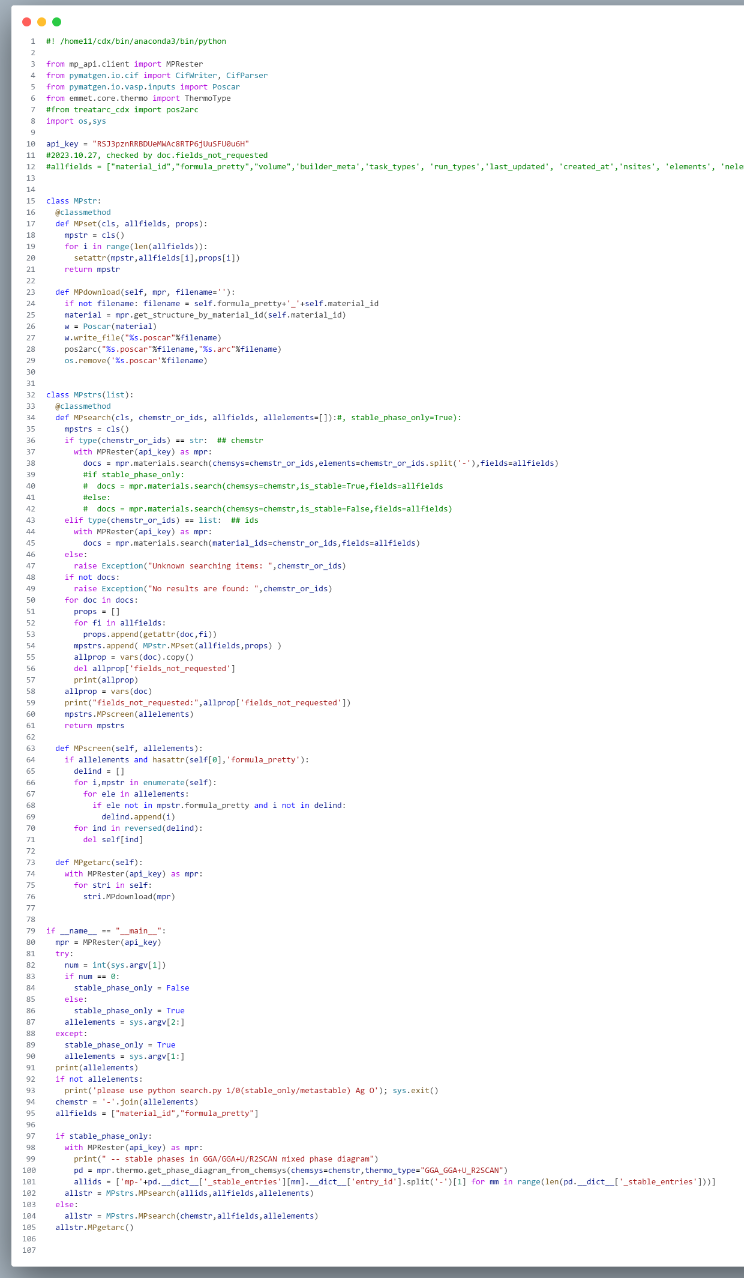 1 #! /home11/cdx/bin/anaconda3/bin/python
2
3 from mp_api.client import MPRester
4 from pymatgen.io.cif import CifWriter, CifParser
5 from pymatgen.io.vasp.inputs import Poscar
6 from emmet.core.thermo import ThermoType
7 #from treatarc_cdx import pos2arc
8 import os,sys
9
10 api_key = "RSJ3pznRRBDUeMWAc8RTP6jUuSFU0u6H"
11 #2023.10.27, checked by doc.fields_not_requested
12 #allfields = ["material_id","formula_pretty","volume",'builder_meta','task_types', 'run_types','last_updated', 'created_at','nsites', 'elements', 'nele
13
14
15 class MPstr:
16   @classmethod
17   def MPset(cls, allfields, props):
18     mpstr = cls()
19     for i in range(len(allfields)):
20       setattr(mpstr,allfields[i],props[i])
21     return mpstr
22
23   def MPdownload(self, mpr, filename=''):
24     if not filename: filename = self.formula_pretty+'_'+self.material_id
25     material = mpr.get_structure_by_material_id(self.material_id)
26     w = Poscar(material)
27     w.write_file("%s.poscar"%filename)
28     pos2arc("%s.poscar"%filename,"%s.arc"%filename)
29     os.remove('%s.poscar'%filename)
30
31
32 class MPstrs(list):
33   @classmethod
34   def MPsearch(cls, chemstr_or_ids, allfields, allelements=[]):#, stable_phase_only=True):
35     mpstrs = cls()
36     if type(chemstr_or_ids) == str:  ## chemstr
37       with MPRester(api_key) as mpr:
38         docs = mpr.materials.search(chemsys=chemstr_or_ids,elements=chemstr_or_ids.split('-'),fields=allfields)
39         #if stable_phase_only:
40         #  docs = mpr.materials.search(chemsys=chemstr,is_stable=True,fields=allfields
41         #else:
42         #  docs = mpr.materials.search(chemsys=chemstr,is_stable=False,fields=allfields)
43     elif type(chemstr_or_ids) == list:  ## ids
44       with MPRester(api_key) as mpr:
45         docs = mpr.materials.search(material_ids=chemstr_or_ids,fields=allfields)
46     else:
47       raise Exception("Unknown searching items: ",chemstr_or_ids)
48     if not docs:
49       raise Exception("No results are found: ",chemstr_or_ids)
50     for doc in docs:
51       props = []
52       for fi in allfields:
53         props.append(getattr(doc,fi))
54       mpstrs.append( MPstr.MPset(allfields,props) )
55       allprop = vars(doc).copy()
56       del allprop['fields_not_requested']
57       print(allprop)
58     allprop = vars(doc)
59     print("fields_not_requested:",allprop['fields_not_requested'])
60     mpstrs.MPscreen(allelements)
61     return mpstrs
62
63   def MPscreen(self, allelements):
64     if allelements and hasattr(self[0],'formula_pretty'):
65       delind = []
66       for i,mpstr in enumerate(self):
67         for ele in allelements:
68           if ele not in mpstr.formula_pretty and i not in delind:
69             delind.append(i)
70       for ind in reversed(delind):
71         del self[ind]
72
73   def MPgetarc(self):
74     with MPRester(api_key) as mpr:
75       for stri in self:
76         stri.MPdownload(mpr)
77
78
79 if __name__ == "__main__":
80   mpr = MPRester(api_key)
81   try:
82     num = int(sys.argv[1])
83     if num == 0:
84       stable_phase_only = False
85     else:
86       stable_phase_only = True
87     allelements = sys.argv[2:]
88   except:
89     stable_phase_only = True
90     allelements = sys.argv[1:]
91   print(allelements)
92   if not allelements:
93     print('please use python search.py 1/0(stable_only/metastable) Ag O'); sys.exit()
94   chemstr = '-'.join(allelements)
95   allfields = ["material_id","formula_pretty"]
96
97   if stable_phase_only:
98     with MPRester(api_key) as mpr:
99       print(" -- stable phases in GGA/GGA+U/R2SCAN mixed phase diagram")
100       pd = mpr.thermo.get_phase_diagram_from_chemsys(chemsys=chemstr,thermo_type="GGA_GGA+U_R2SCAN")
101       allids = ['mp-'+pd.__dict__['_stable_entries'][mm].__dict__['entry_id'].split('-')[1] for mm in range(len(pd.__dict__['_stable_entries']))]
102     allstr = MPstrs.MPsearch(allids,allfields,allelements)
103   else:
104     allstr = MPstrs.MPsearch(chemstr,allfields,allelements)
105   allstr.MPgetarc()
106
107